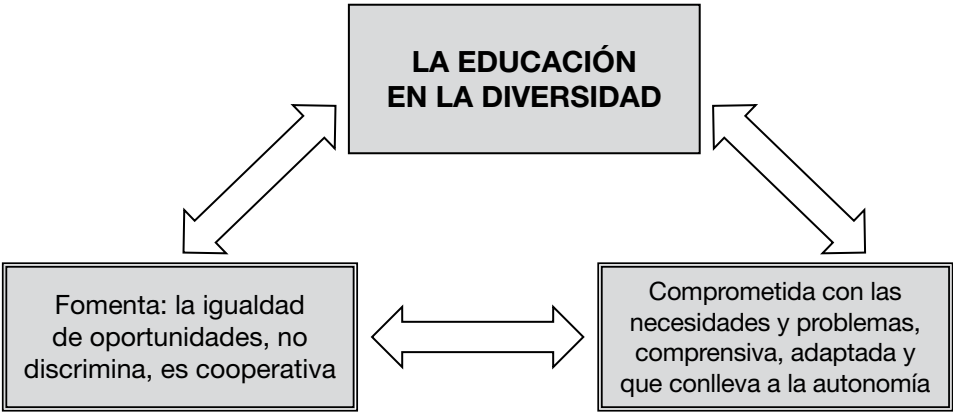 LA EDUCACIÓN
EN LA DIVERSIDAD
Fomenta: la igualdad
de oportunidades, no
discrimina, es cooperativa
Comprometida con las
necesidades y problemas,
comprensiva, adaptada y
que conlleva a la autonomía